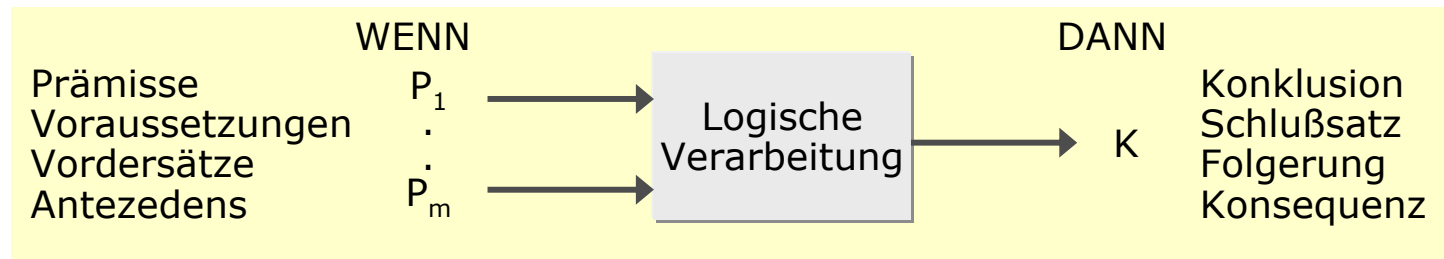 WENN
DANN
Prämisse
Voraussetzungen
Vordersätze
Antezedens
P₁
.
.
Pₘ
Logische
Verarbeitung
K
Konklusion
Schlußsatz
Folgerung
Konsequenz